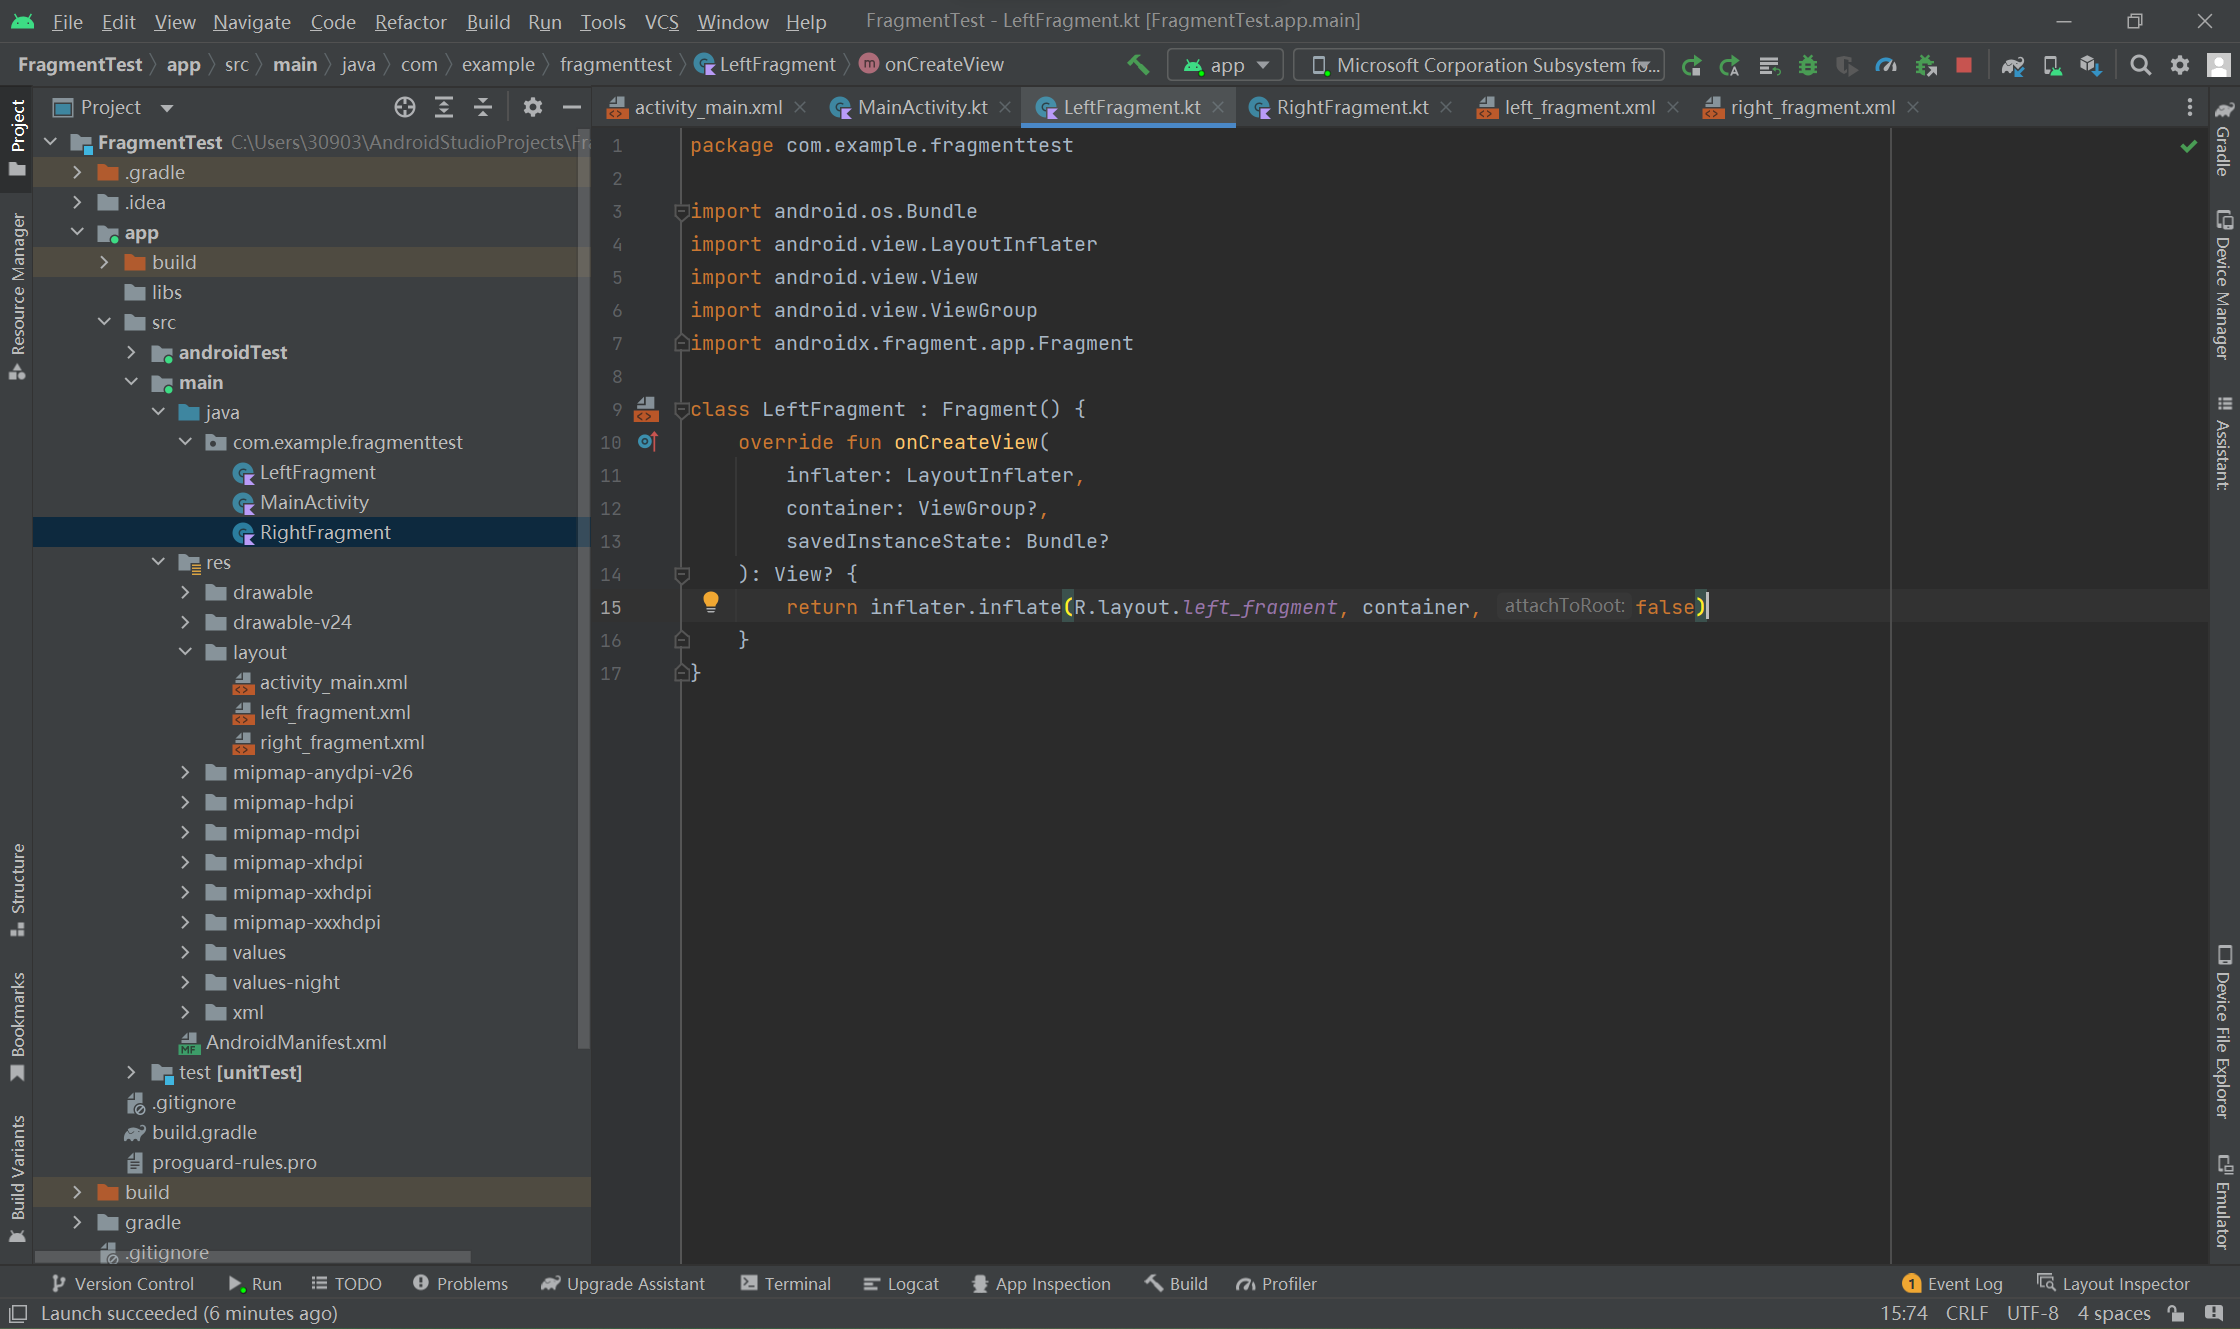 File Edit View Navigate Code Refactor Build Run Tools VCS Window Help FragmentTest - LeftFragment.kt [FragmentTest.app.main]
FragmentTest app src main java com example fragmenttest LeftFragment m onCreateView app Microsoft Corporation Subsystem fo...
Project
activity_main.xml MainActivity.kt LeftFragment.kt RightFragment.kt left_fragment.xml right_fragment.xml
FragmentTest C:\Users\30903\AndroidStudioProjects\Fr
.gradle
.idea
app
build
libs
src
androidTest
main
java
com.example.fragmenttest
LeftFragment
MainActivity
RightFragment
res
drawable
drawable-v24
layout
activity_main.xml
left_fragment.xml
right_fragment.xml
mipmap-anydpi-v26
mipmap-hdpi
mipmap-mdpi
mipmap-xhdpi
mipmap-xxhdpi
mipmap-xxxhdpi
values
values-night
xml
AndroidManifest.xml
test [unitTest]
.gitignore
build.gradle
proguard-rules.pro
build
gradle
.gitignore
1 package com.example.fragmenttest
2
3 import android.os.Bundle
4 import android.view.LayoutInflater
5 import android.view.View
6 import android.view.ViewGroup
7 import androidx.fragment.app.Fragment
8
9 class LeftFragment : Fragment() {
10 override fun onCreateView(
11 inflater: LayoutInflater,
12 container: ViewGroup?,
13 savedInstanceState: Bundle?
14 ): View? {
15 return inflater.inflate(R.layout.left_fragment, container, attachToRoot: false)
16 }
17 }
Project
Resource Manager
Structure
Bookmarks
Build Variants
Gradle
Device Manager
Assistant:
Device File Explorer
Emulator
Version Control Run TODO Problems Upgrade Assistant Terminal Logcat App Inspection Build Profiler 1 Event Log Layout Inspector
Launch succeeded (6 minutes ago) 15:74 CRLF UTF-8 4 spaces